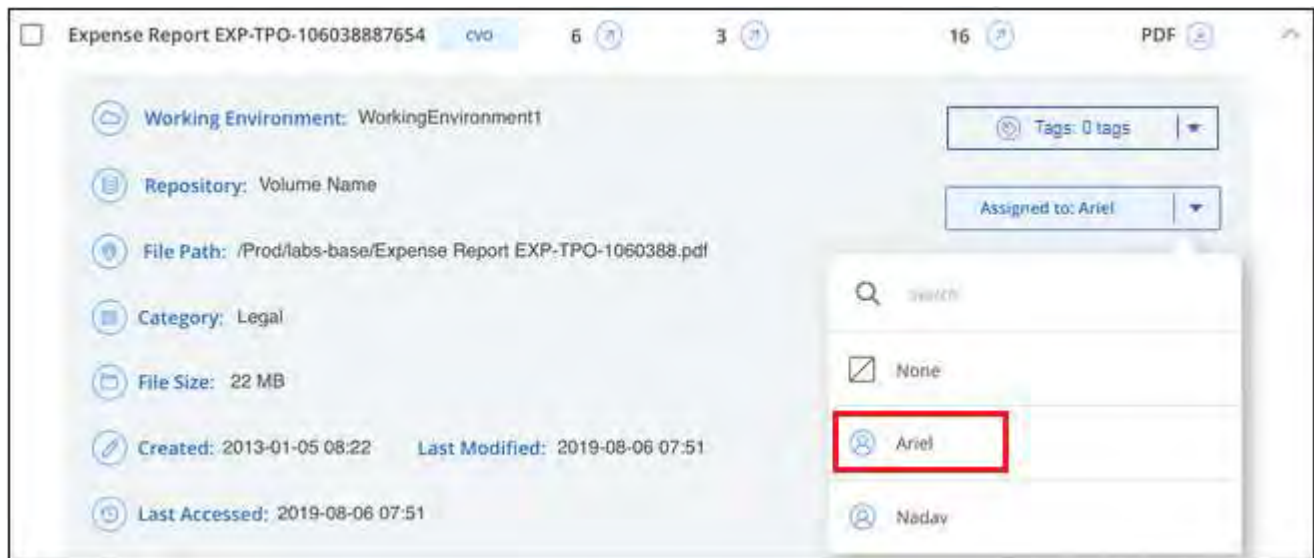 Expense Report EXP-TPO-106038887654 CVO 6 3 16 PDF
Working Environment: WorkingEnvironment1
Tags: 0 tags
Repository: Volume Name
Assigned to: Ariel
File Path: /Prod/labs-base/Expense Report EXP-TPO-1060388.pdf
Search
Category: Legal
None
File Size: 22 MB
Ariel
Created: 2013-01-05 08:22 Last Modified: 2019-08-06 07:51
Last Accessed: 2019-08-06 07:51
Nadav